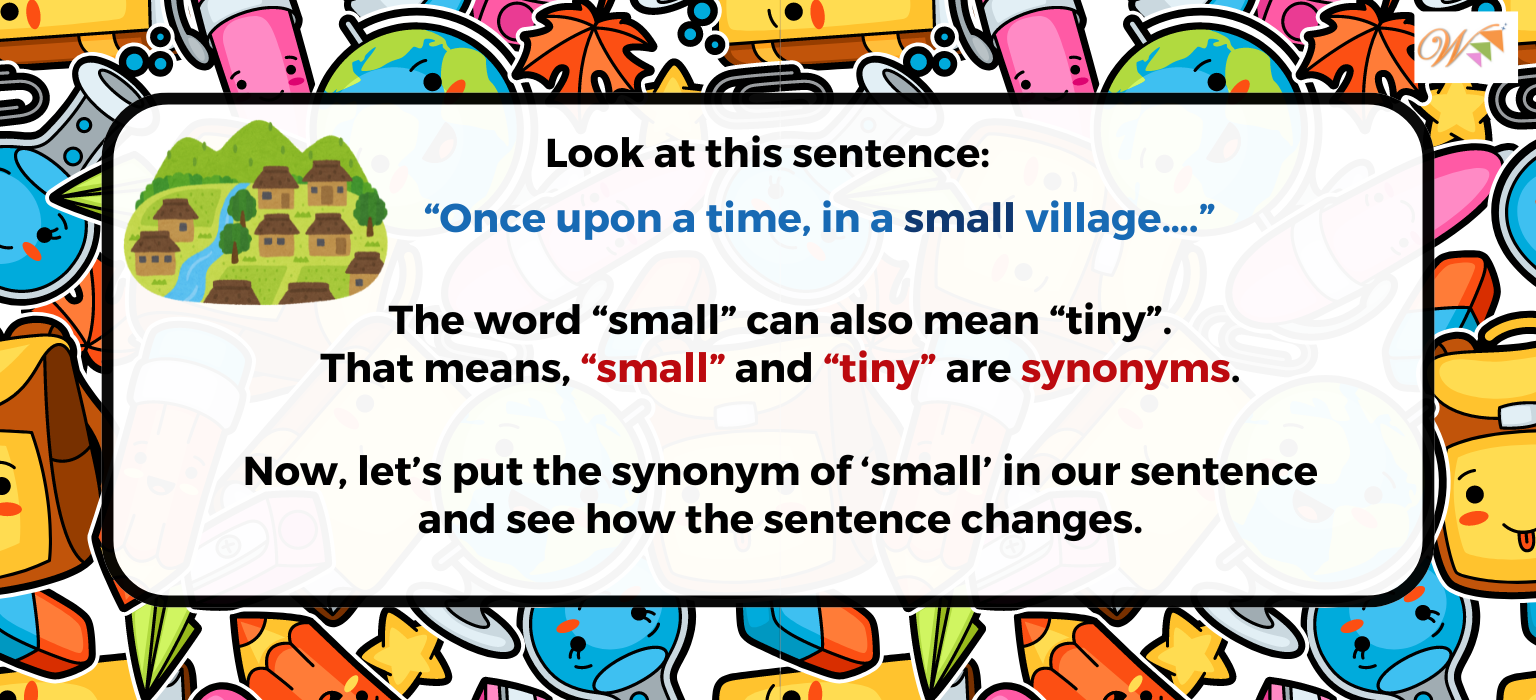 Look at this sentence:
“Once upon a time, in a small village....”
The word “small” can also mean “tiny”.
That means, “small” and “tiny” are synonyms.
Now, let’s put the synonym of ‘small’ in our sentence
and see how the sentence changes.
W